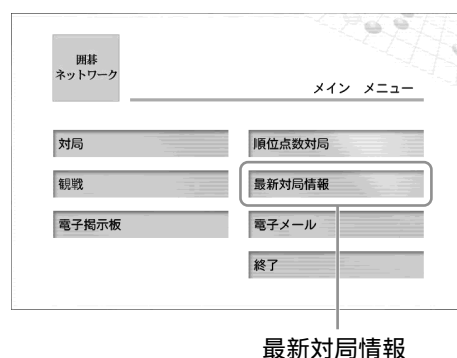 囲碁
ネットワーク
メイン メニュー
対局
順位点数対局
観戦
最新対局情報
電子掲示板
電子メール
終了
最新対局情報